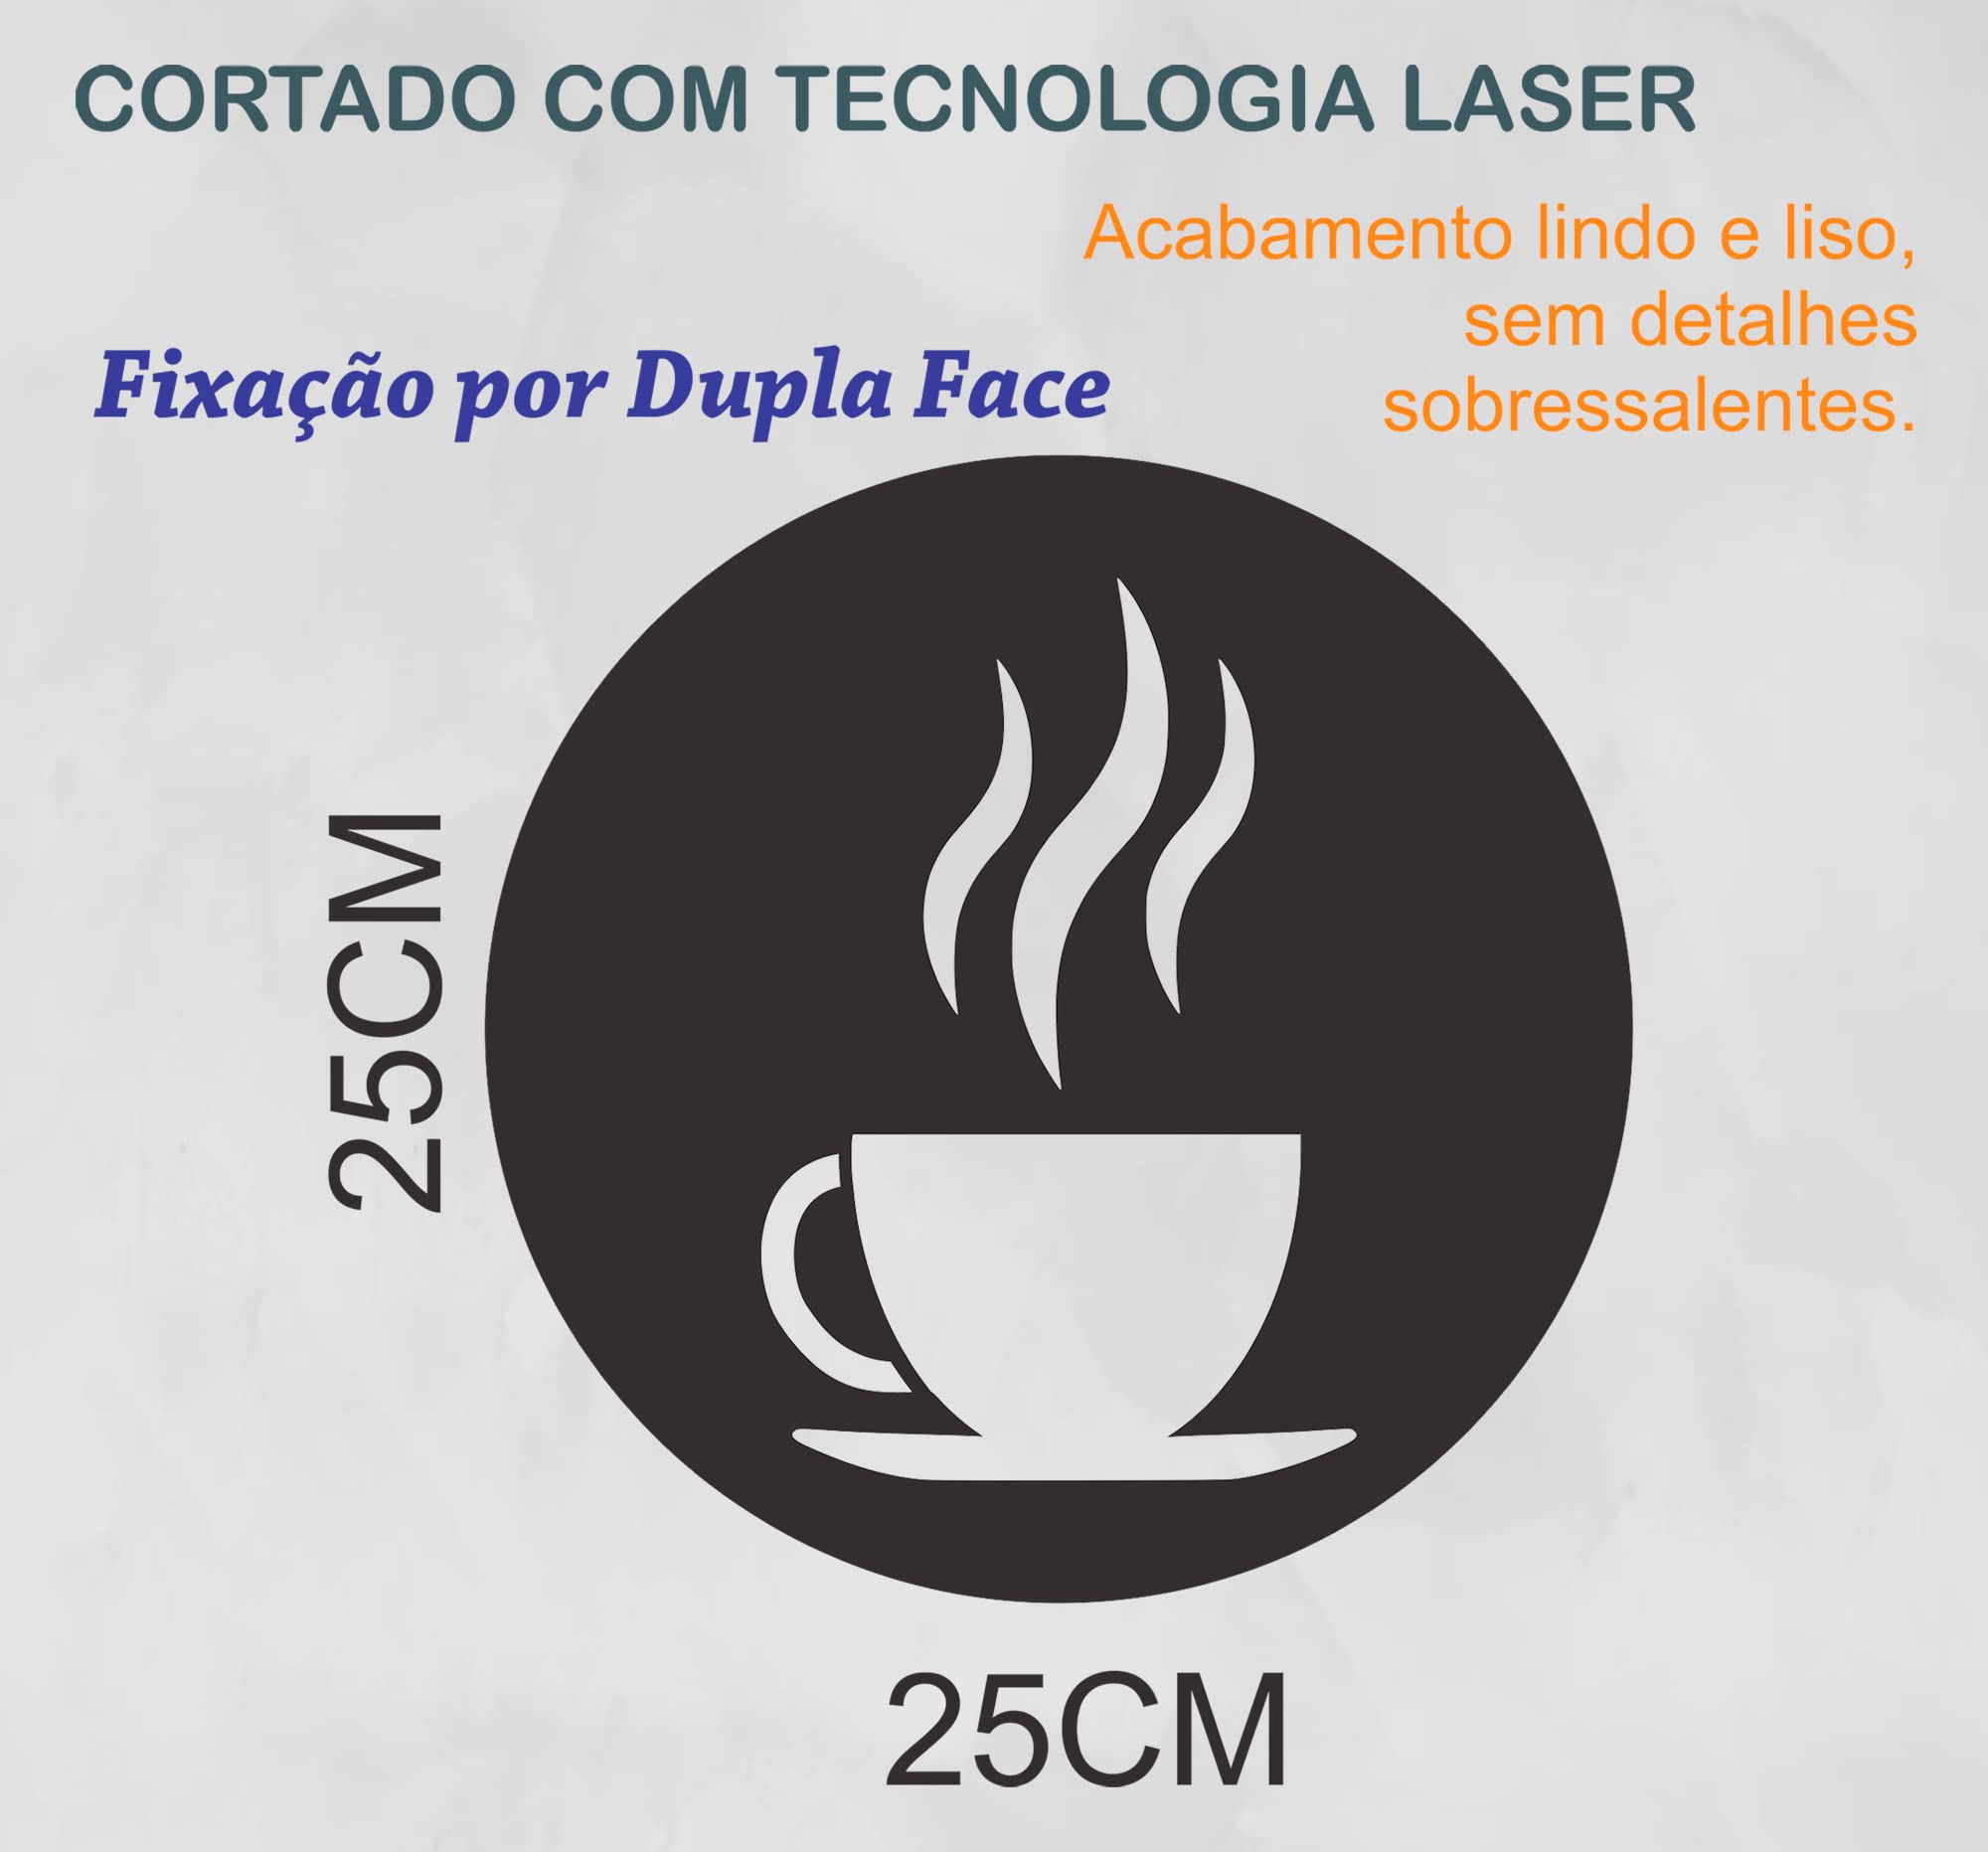 CORTADO COM TECNOLOGIA LASER
Acabamento lindo e liso,
sem detalhes
sobressalentes.
Fixação por Dupla Face
25CM
25CM